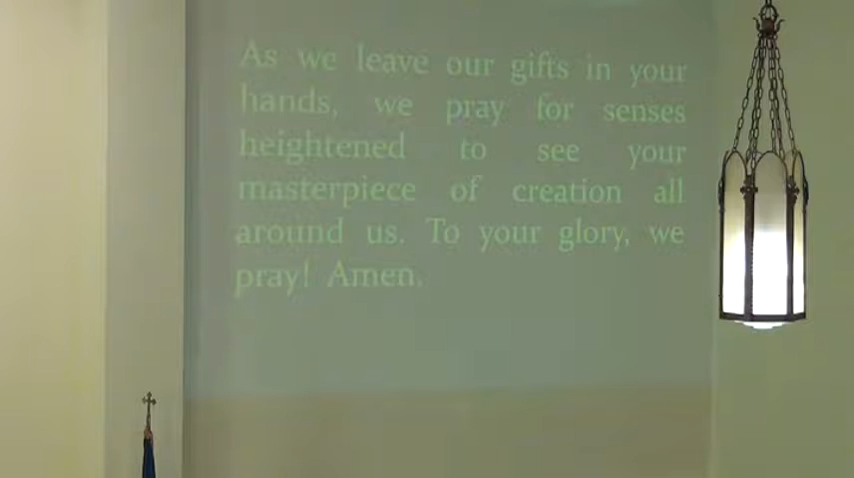 As we leave our gifts in your
hands, we pray for senses
heightened to see your
masterpiece of creation all
around us. To your glory, we
pray! Amen.